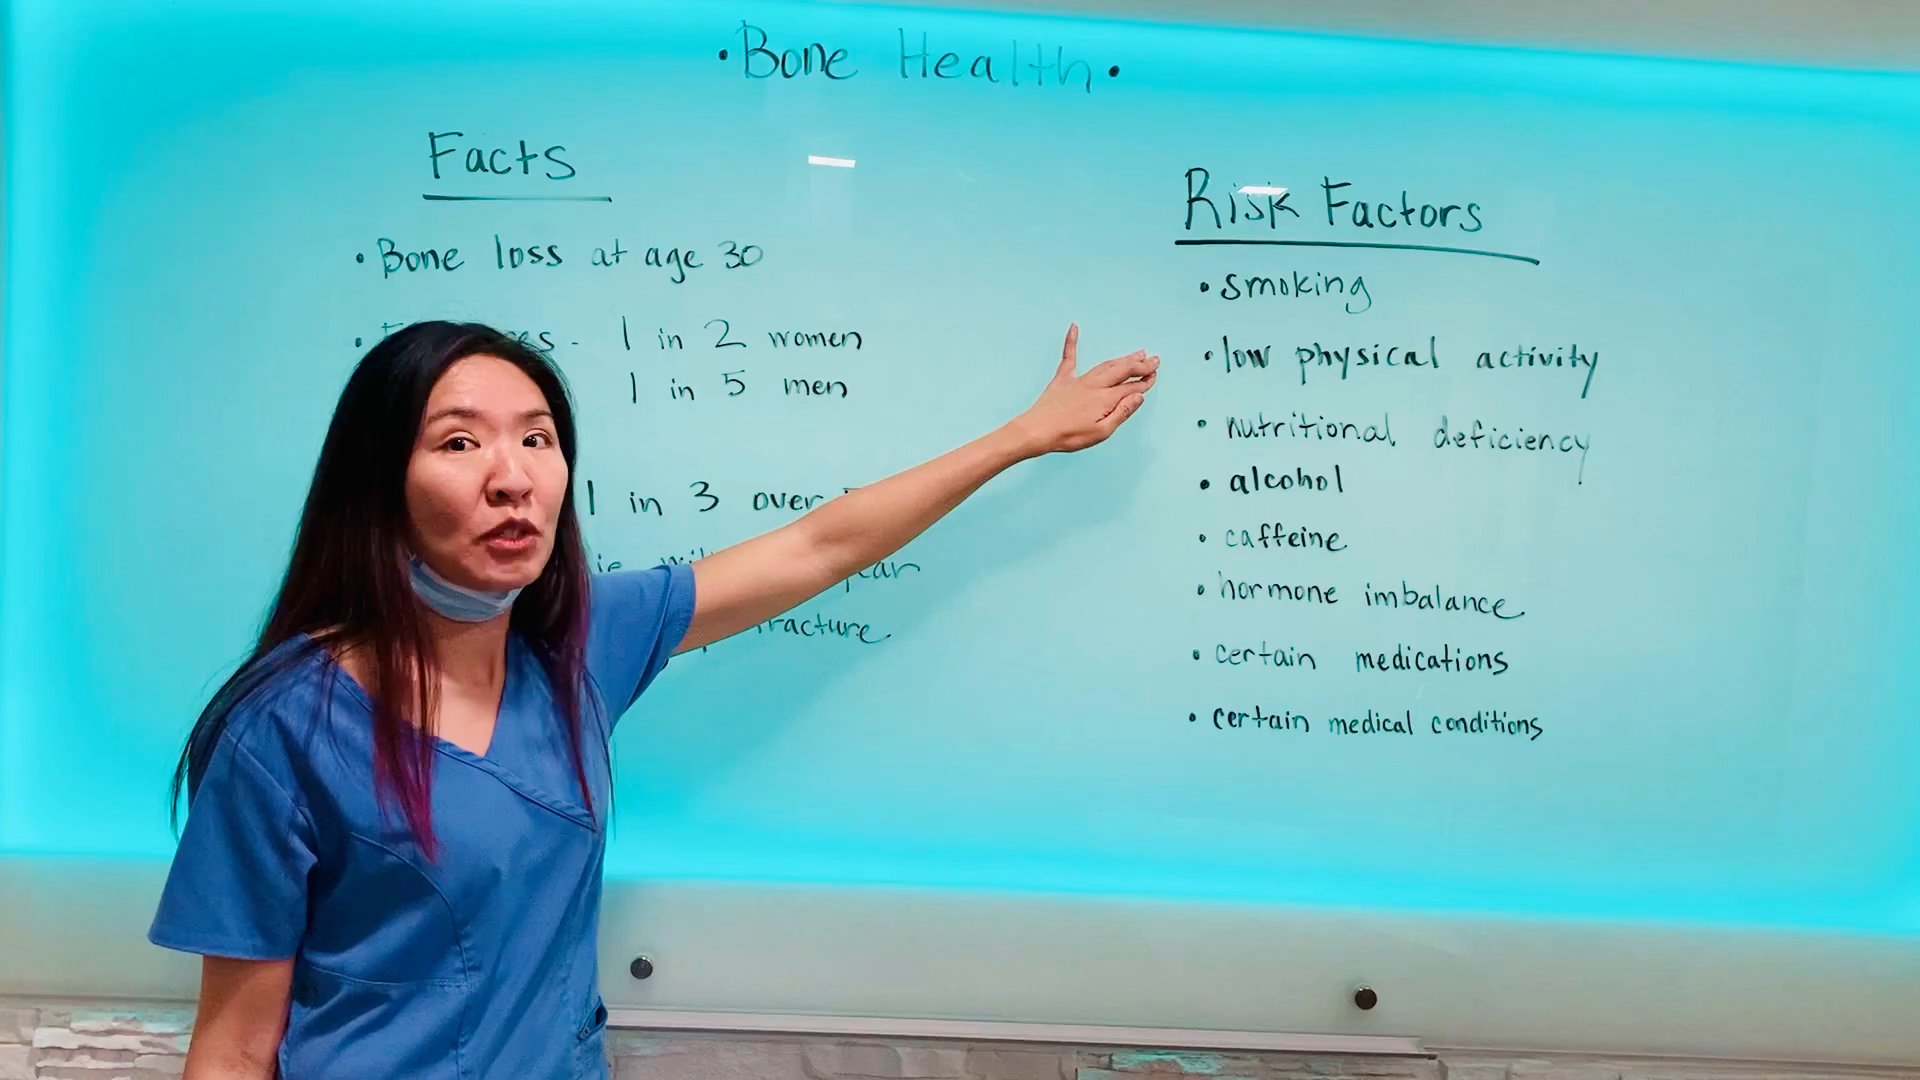 • Bone Health •
Facts
• Bone loss at age 30
• 1 in 2 women
1 in 5 men
1 in 3 over
fracture
Risk Factors
• smoking
• low physical activity
• nutritional deficiency
• alcohol
• caffeine
• hormone imbalance
• certain medications
• certain medical conditions